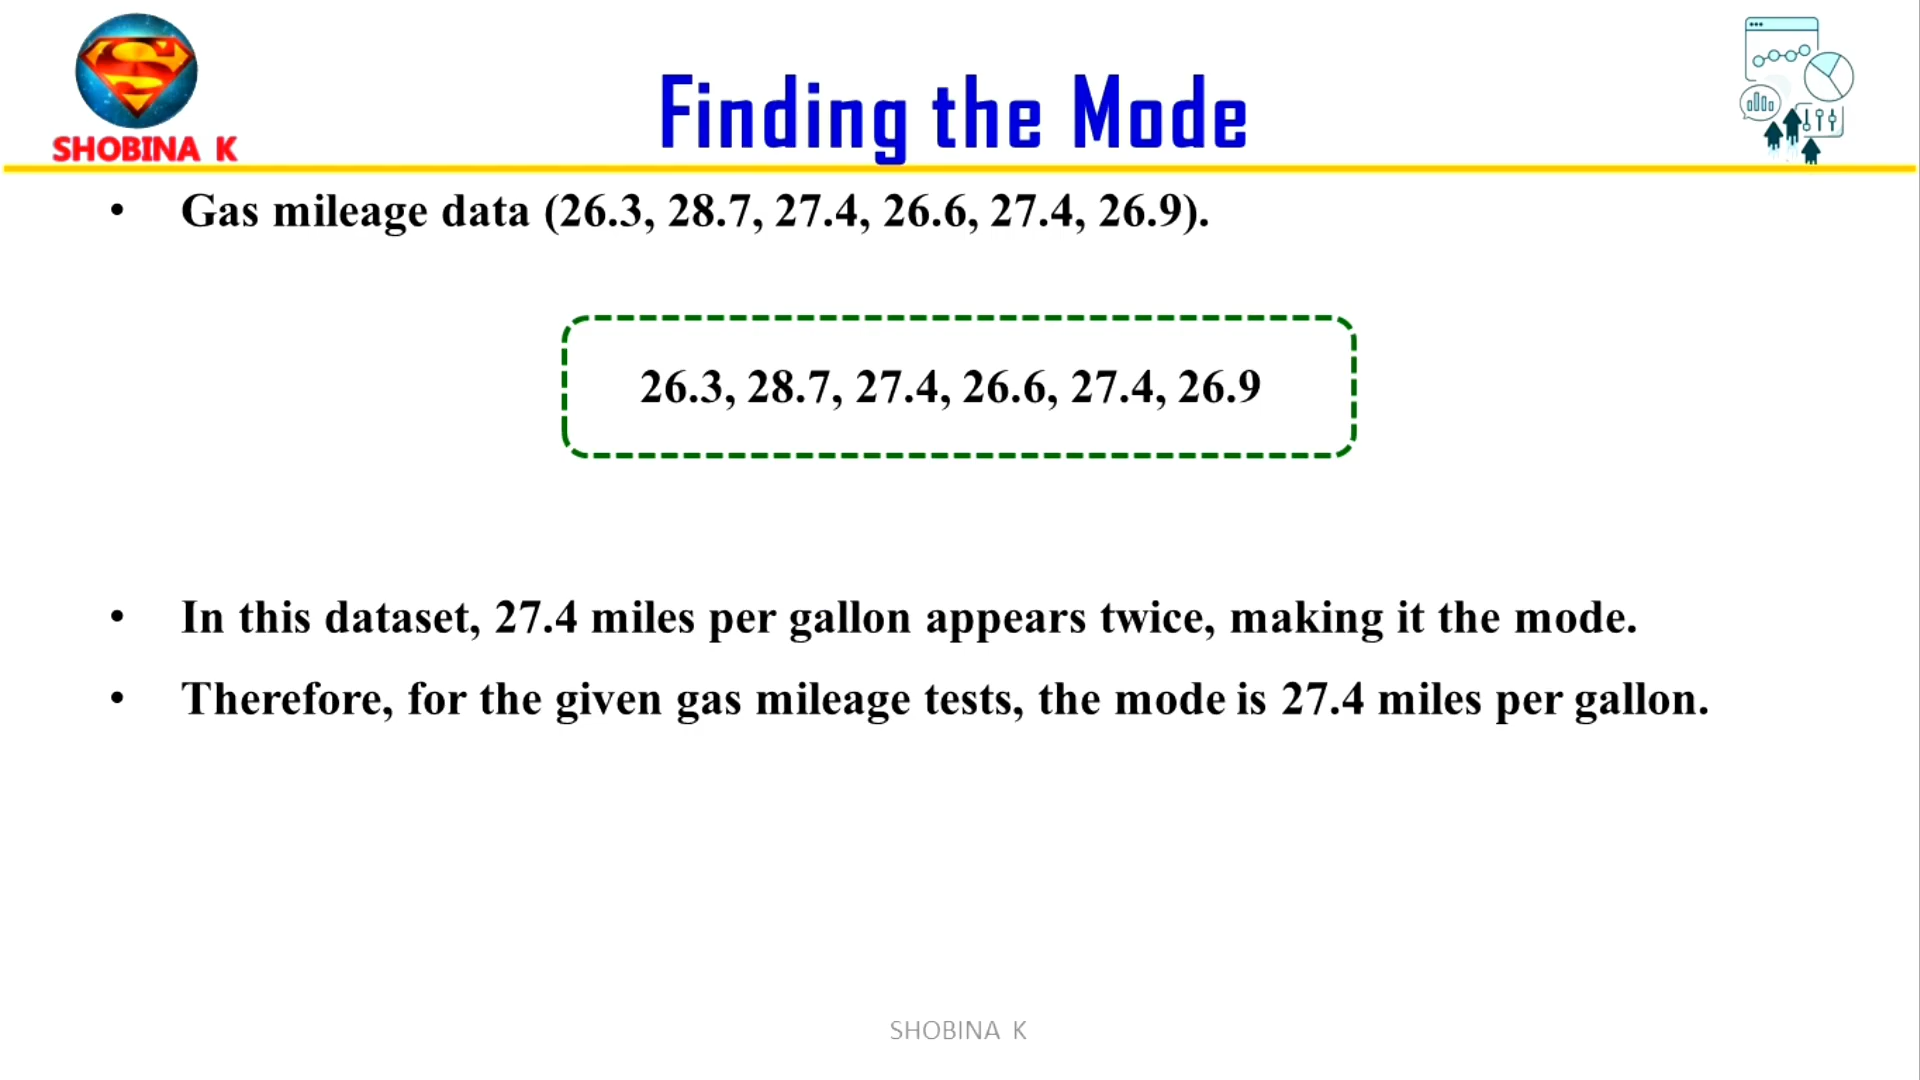 SHOBINA K
Finding the Mode
• Gas mileage data (26.3, 28.7, 27.4, 26.6, 27.4, 26.9).
26.3, 28.7, 27.4, 26.6, 27.4, 26.9
• In this dataset, 27.4 miles per gallon appears twice, making it the mode.
• Therefore, for the given gas mileage tests, the mode is 27.4 miles per gallon.
SHOBINA K